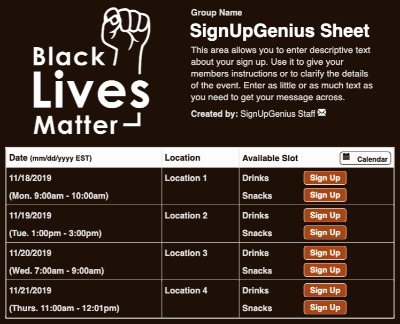 Group Name
SignUpGenius Sheet
This area allows you to enter descriptive text
about your sign up. Use it to give your
members instructions or to clarify the details
of the event. Enter as little or as much text as
you need to get your message across.
Created by: SignUpGenius Staff
Black
Lives
Matter
Date (mm/dd/yyyy EST) Location Available Slot Calendar
11/18/2019 Location 1 Drinks Sign Up
(Mon. 9:00am - 10:00am) Snacks Sign Up
11/19/2019 Location 2 Drinks Sign Up
(Tue. 1:00pm - 3:00pm) Snacks Sign Up
11/20/2019 Location 3 Drinks Sign Up
(Wed. 7:00am - 9:00am) Snacks Sign Up
11/21/2019 Location 4 Drinks Sign Up
(Thurs. 11:00am - 12:01pm) Snacks Sign Up